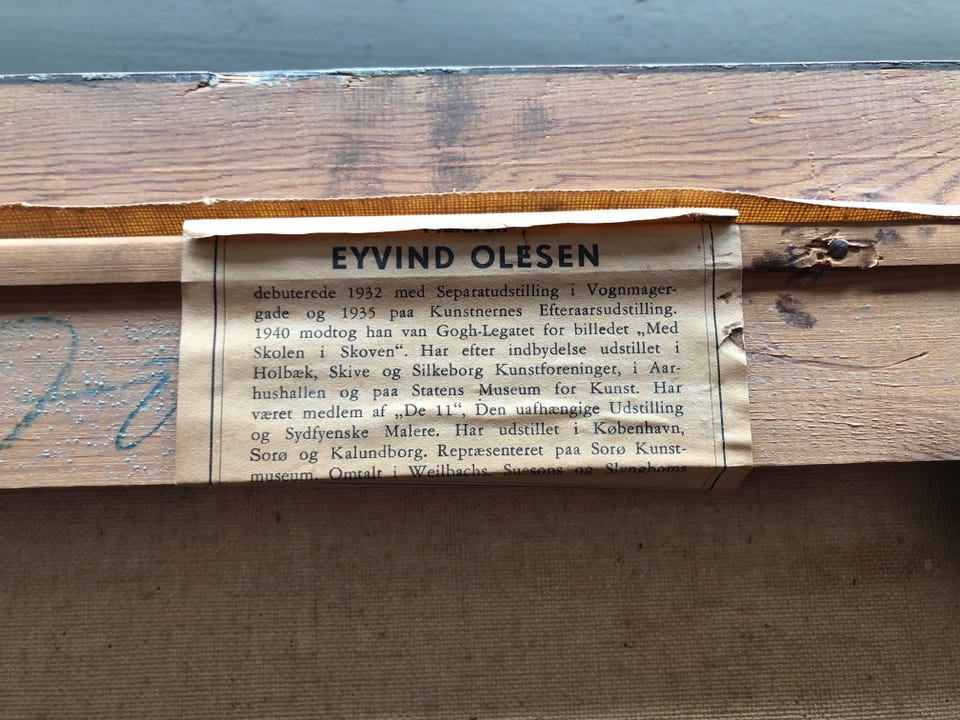 EYVIND OLESEN
debuterede 1932 med Separatudstilling i Vognmager-
gade og 1935 paa Kunstnernes Efteraarsudstilling.
1940 modtog han van Gogh-Legatet for billedet „Med
Skolen i Skoven“. Har efter indbydelse udstillet i
Holbæk, Skive og Silkeborg Kunstforeninger, i Aar-
hushallen og paa Statens Museum for Kunst. Har
været medlem af „De 11“, Den uafhængige Udstilling
og Sydfyenske Malere. Har udstillet i København,
Sorø og Kalundborg. Repræsenteret paa Sorø Kunst-
museum. Omtalt i Weilbachs, Suesons og Slyngboms